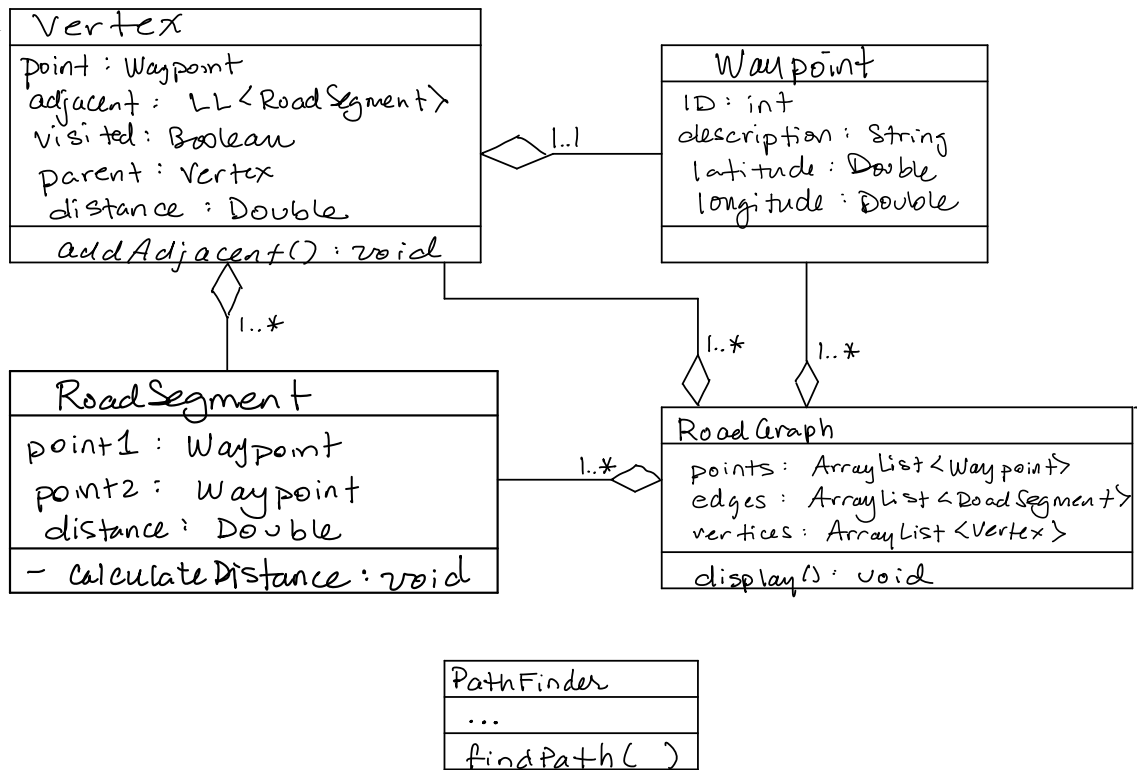 Vertex
point : Waypoint
adjacent : LL<RoadSegment>
visited : Boolean
parent : Vertex
distance : Double
addAdjacent() : void
1..1
Waypoint
ID : int
description : String
latitude : Double
longitude : Double
1..*
1..*
1..*
RoadSegment
point1 : Waypoint
point2 : Waypoint
distance : Double
- calculateDistance : void
1..*
RoadGraph
points : ArrayList<Waypoint>
edges : ArrayList<RoadSegment>
vertices : ArrayList<Vertex>
display() : void
PathFinder
...
findPath( )